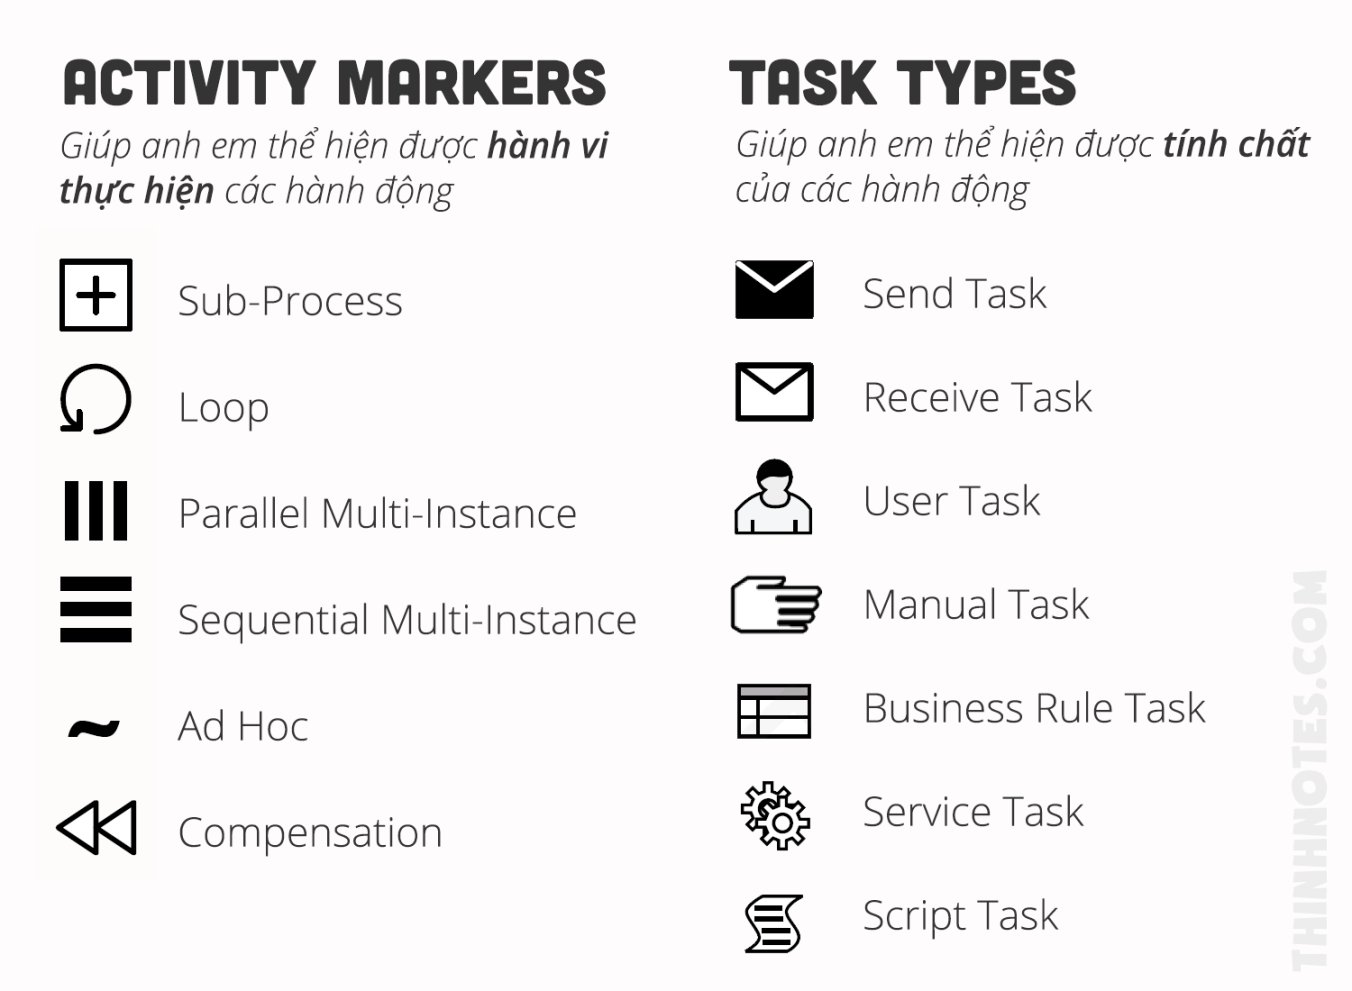 ACTIVITY MARKERS
Giúp anh em thể hiện được hành vi
thực hiện các hành động
Sub-Process
Loop
Parallel Multi-Instance
Sequential Multi-Instance
Ad Hoc
Compensation
TASK TYPES
Giúp anh em thể hiện được tính chất
của các hành động
Send Task
Receive Task
User Task
Manual Task
Business Rule Task
Service Task
Script Task
THINHNOTES.COM